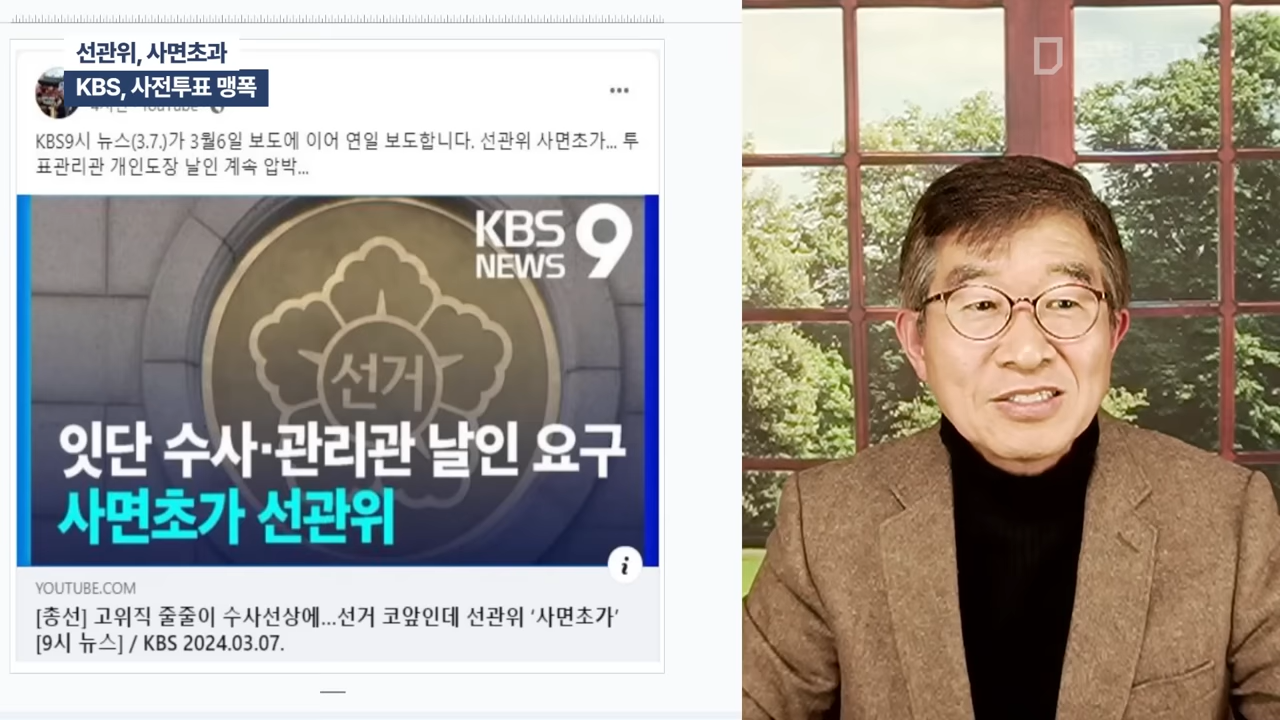 선관위, 사면초과
KBS, 사전투표 맹폭
공병호TV
KBS9시 뉴스(3.7.)가 3월6일 보도에 이어 연일 보도합니다. 선관위 사면초가... 투
표관리관 개인도장 날인 계속 압박...
KBS 9
NEWS
선거
잇단 수사·관리관 날인 요구
사면초가 선관위
i
YOUTUBE.COM
[총선] 고위직 줄줄이 수사선상에…선거 코앞인데 선관위 ‘사면초가’
[9시 뉴스] / KBS 2024.03.07.